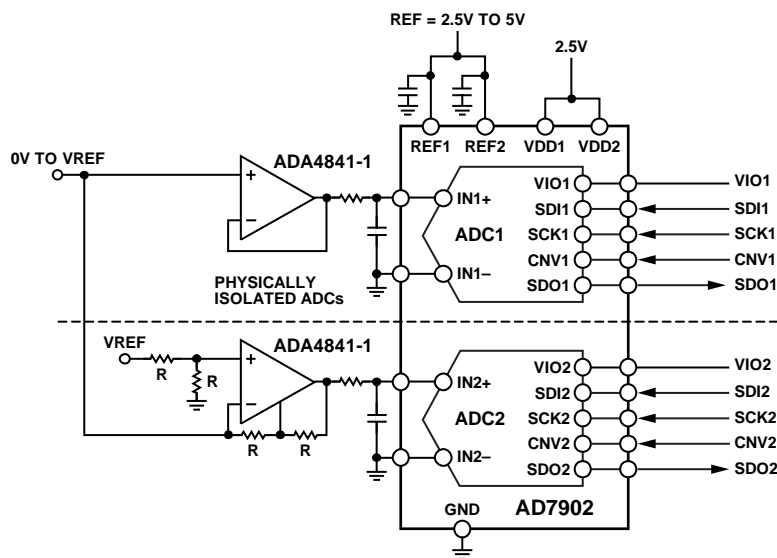 REF = 2.5V TO 5V
2.5V
REF1 REF2 VDD1 VDD2
0V TO VREF
ADA4841-1
IN1+
IN1–
ADC1
VIO1
SDI1
SCK1
CNV1
SDO1
VIO1
SDI1
SCK1
CNV1
SDO1
PHYSICALLY
ISOLATED ADCs
VREF
R
R
ADA4841-1
R
R
IN2+
IN2–
ADC2
VIO2
SDI2
SCK2
CNV2
SDO2
VIO2
SDI2
SCK2
CNV2
SDO2
GND
AD7902